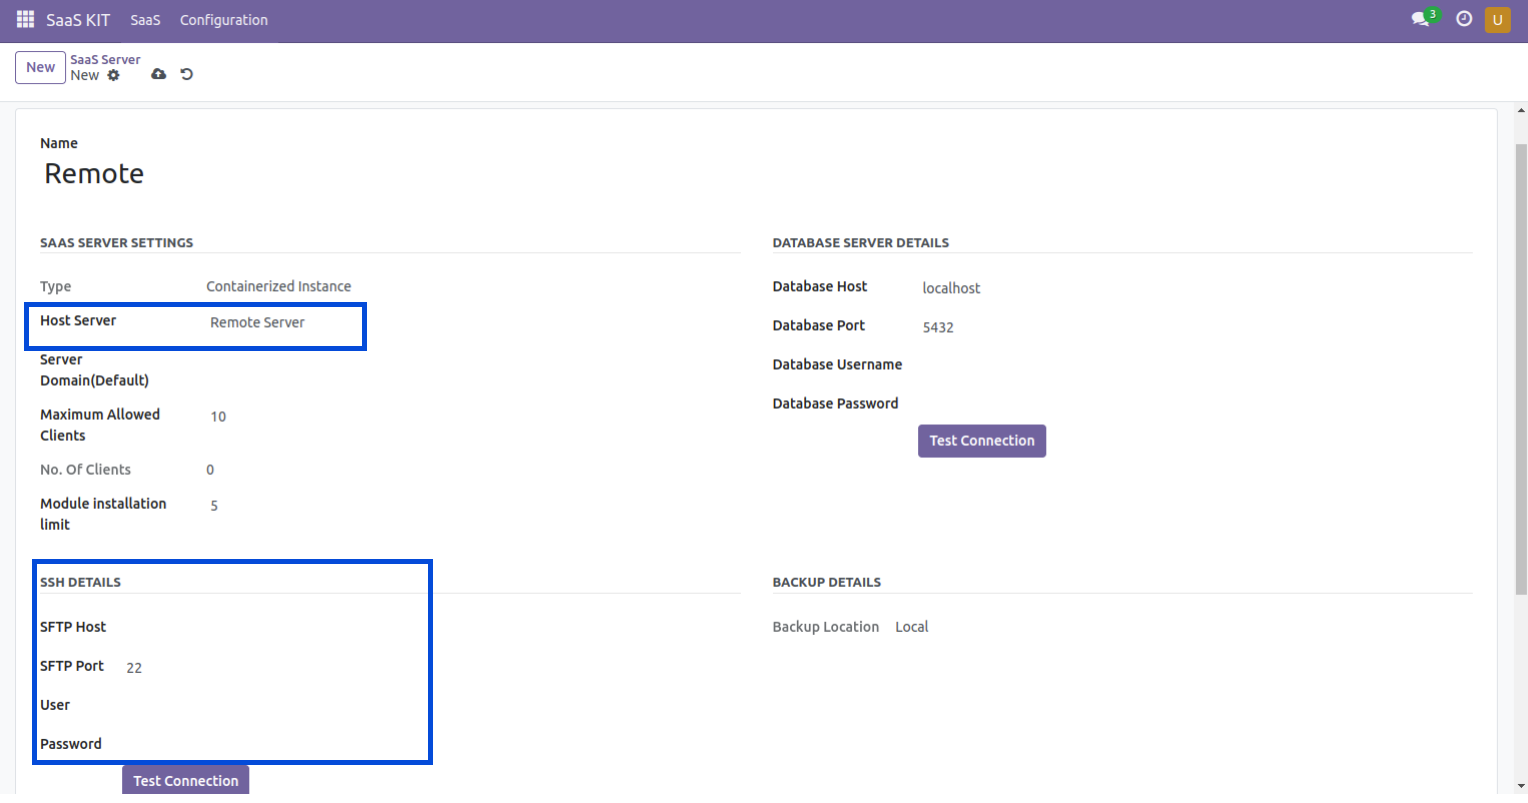 SaaS KIT SaaS Configuration 3 U
New SaaS Server
New
Name
Remote
SAAS SERVER SETTINGS
Type Containerized Instance
Host Server Remote Server
Server
Domain(Default)
Maximum Allowed
Clients 10
No. Of Clients 0
Module installation
limit 5
DATABASE SERVER DETAILS
Database Host localhost
Database Port 5432
Database Username
Database Password
Test Connection
SSH DETAILS
SFTP Host
SFTP Port 22
User
Password
Test Connection
BACKUP DETAILS
Backup Location Local